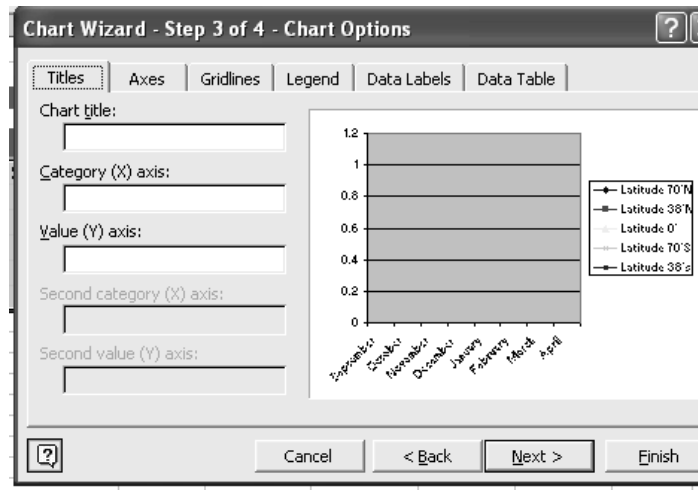 Chart Wizard - Step 3 of 4 - Chart Options
?
Titles Axes Gridlines Legend Data Labels Data Table
Chart title:
Category (X) axis:
Value (Y) axis:
Second category (X) axis:
Second value (Y) axis:
1.2
1
0.8
0.6
0.4
0.2
0
September October November December January February March April
Latitude 70'N
Latitude 38'N
Latitude 0'
Latitude 70'S
Latitude 38's
?
Cancel < Back Next > Finish